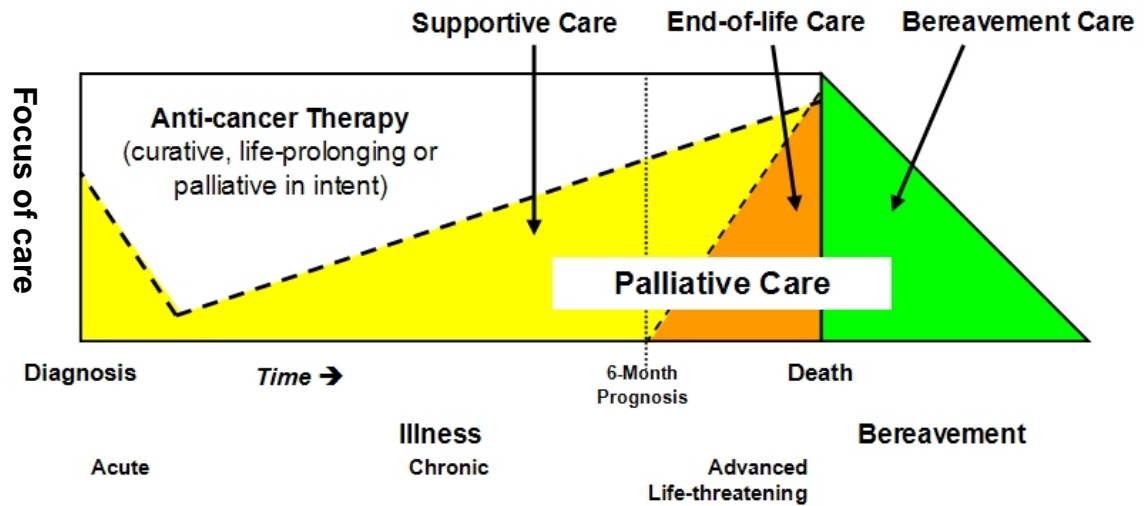 Supportive Care
End-of-life Care
Bereavement Care
Focus of care
Anti-cancer Therapy
(curative, life-prolonging or
palliative in intent)
Palliative Care
Diagnosis
Time ➔
6-Month
Prognosis
Death
Illness
Bereavement
Acute
Chronic
Advanced
Life-threatening